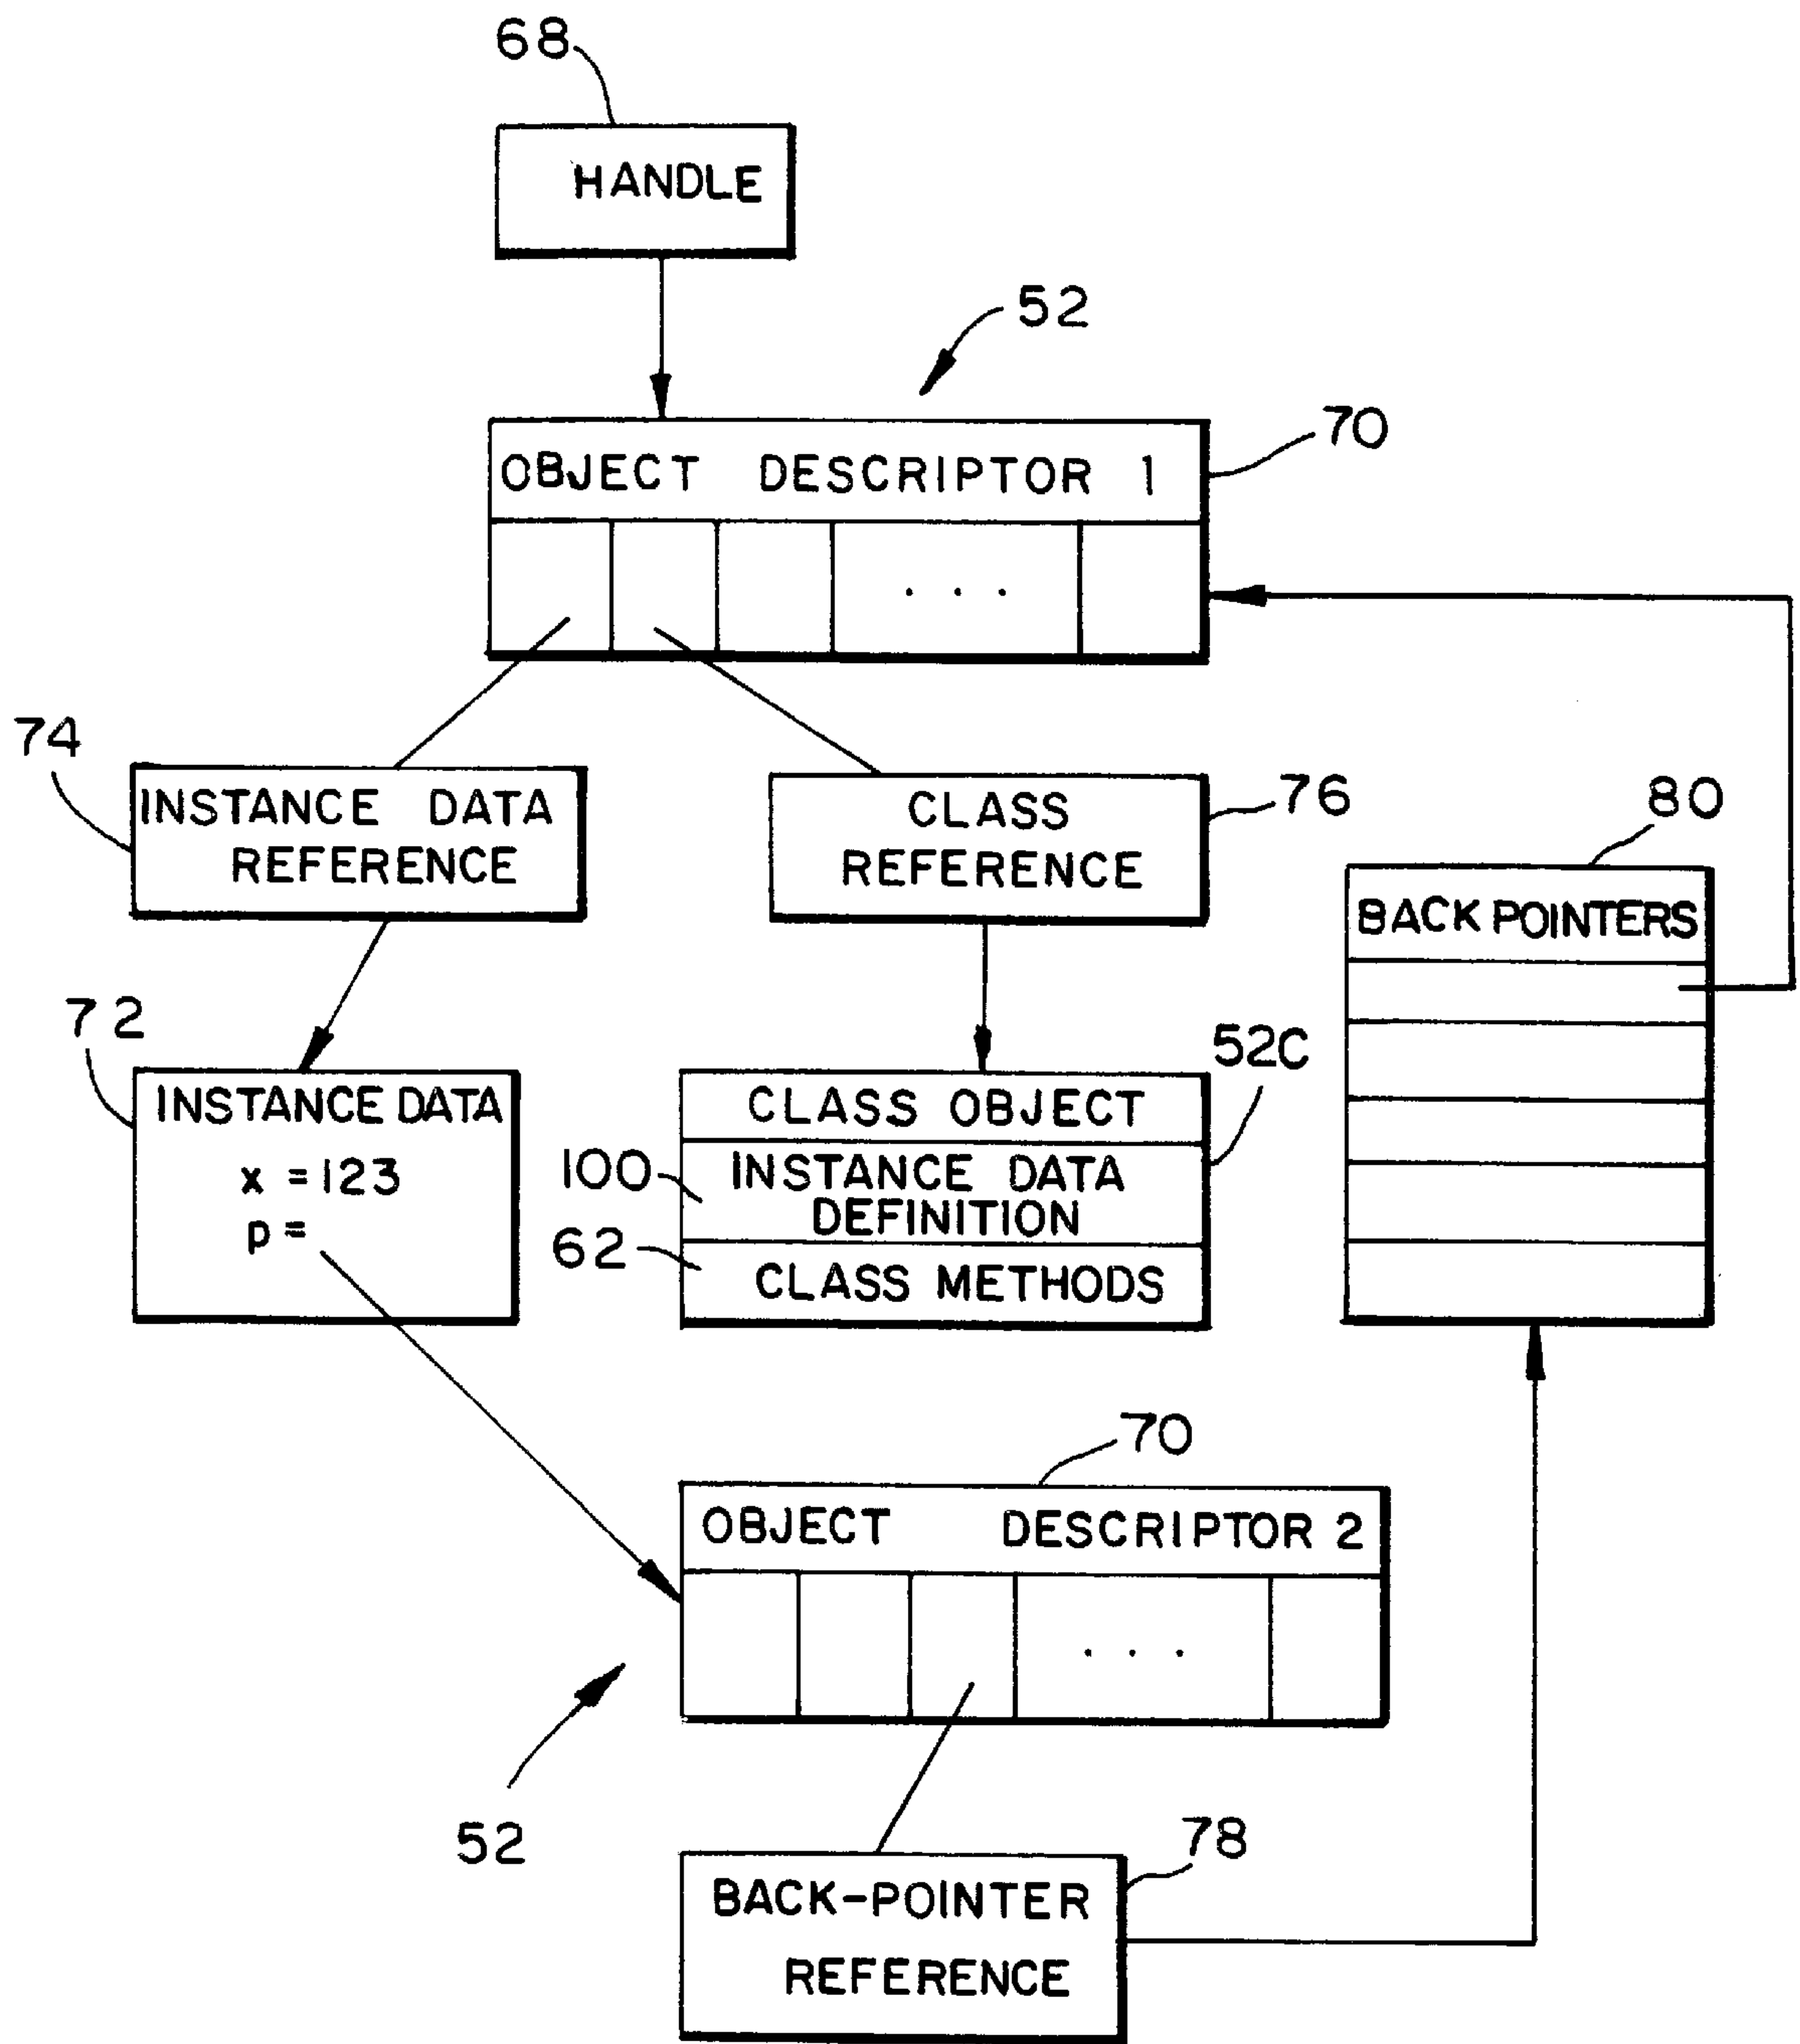 68
HANDLE
52
70
OBJECT DESCRIPTOR 1
. . .
74
INSTANCE DATA
REFERENCE
CLASS
REFERENCE
76
80
BACK POINTERS
72
INSTANCE DATA
x = 123
p =
52C
CLASS OBJECT
100
INSTANCE DATA
DEFINITION
62
CLASS METHODS
70
OBJECT DESCRIPTOR 2
. . .
52
78
BACK-POINTER
REFERENCE